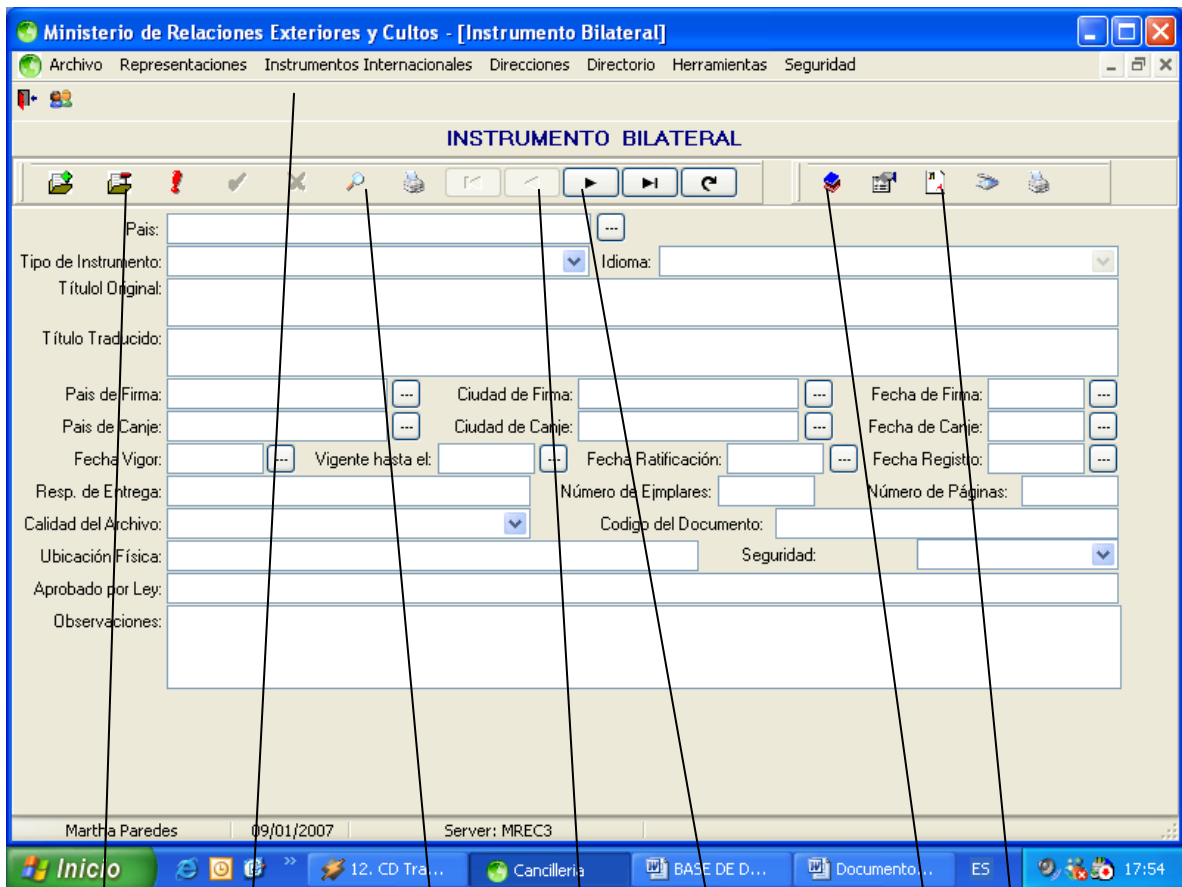 Ministerio de Relaciones Exteriores y Cultos - [Instrumento Bilateral]
Archivo Representaciones Instrumentos Internacionales Direcciones Directorio Herramientas Seguridad
INSTRUMENTO BILATERAL
Pais:
Tipo de Instrumento: Idioma:
Títulol Original:
Título Traducido:
Pais de Firma: Ciudad de Firma: Fecha de Firma:
Pais de Canje: Ciudad de Canje: Fecha de Canje:
Fecha Vigor: Vigente hasta el: Fecha Ratificación: Fecha Registro:
Resp. de Entrega: Número de Ejmplares: Número de Páginas:
Calidad del Archivo: Codigo del Documento:
Ubicación Física: Seguridad:
Aprobado por Ley:
Observaciones:
Martha Paredes 09/01/2007 Server: MREC3
Inicio 12. CD Tra... Cancilleria BASE DE D... Documento... ES 17:54